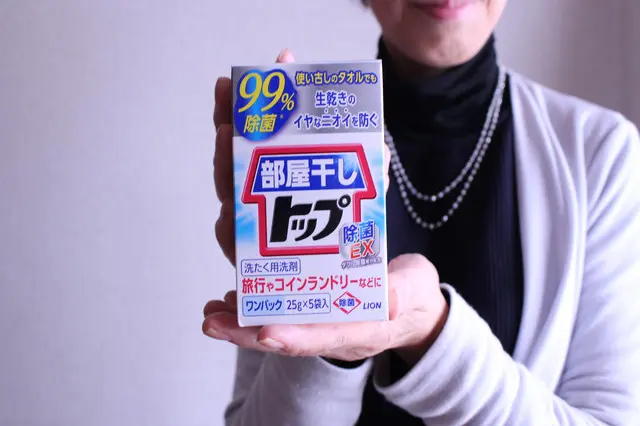 99%
除菌
使い古しのタオルでも
生乾きの
イヤなニオイを防ぐ
部屋干し
トップ
除菌
EX
洗たく用洗剤
旅行やコインランドリーなどに
ワンパック 25g×5袋入
除菌
LION